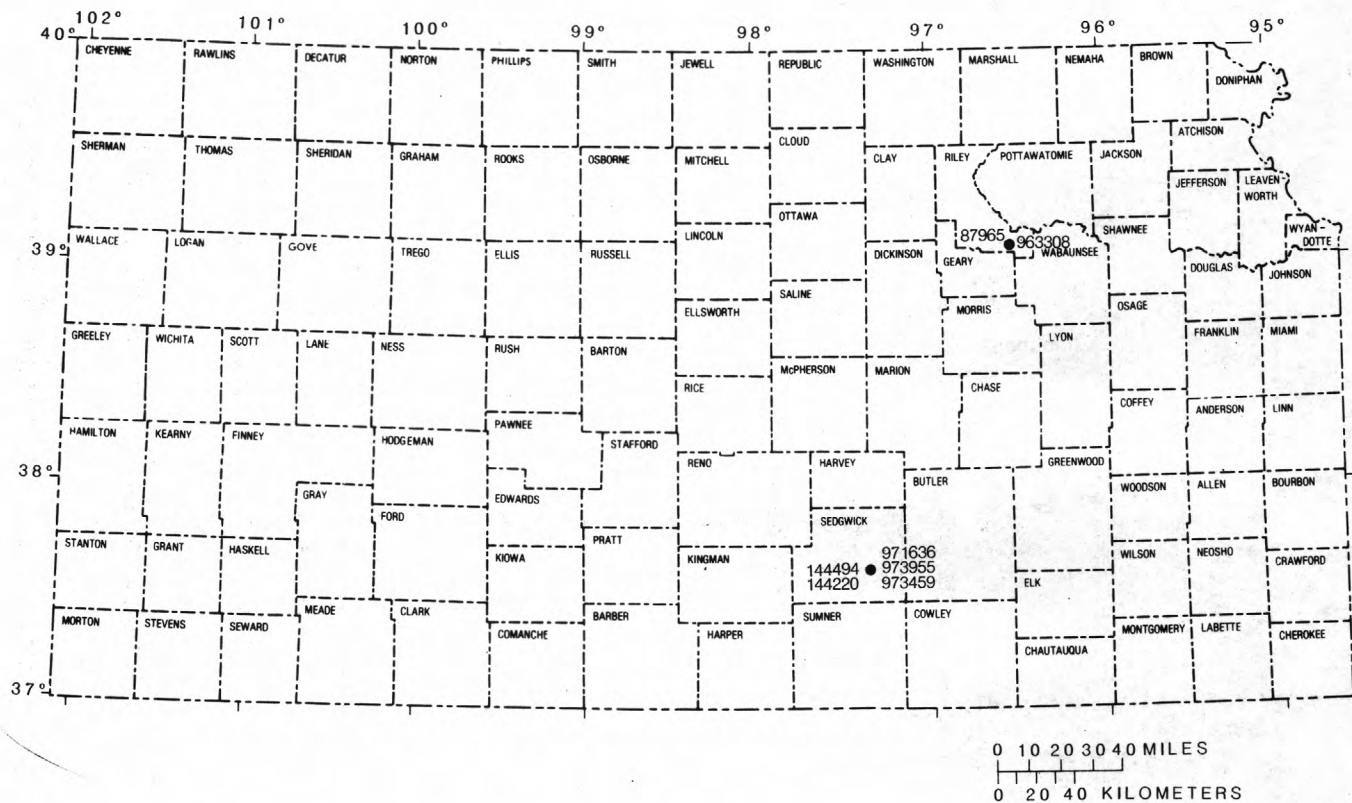 102° 101° 100° 99° 98° 97° 96° 95°
40°
CHEYENNE RAWLINS DECATUR NORTON PHILLIPS SMITH JEWELL REPUBLIC WASHINGTON MARSHALL NEMAHA BROWN
DONIPHAN
ATCHISON
SHERMAN THOMAS SHERIDAN GRAHAM ROOKS OSBORNE MITCHELL CLOUD CLAY RILEY POTTAWATOMIE JACKSON
JEFFERSON LEAVEN-
WORTH
OTTAWA
39°
WALLACE LOGAN GOVE TREGO ELLIS RUSSELL LINCOLN DICKINSON 87965 963308 SHAWNEE WYAN-
DOTTE
GEARY WABAUNSEE DOUGLAS JOHNSON
SALINE
ELLSWORTH MORRIS OSAGE
GREELEY WICHITA SCOTT LANE NESS RUSH BARTON LYON FRANKLIN MIAMI
McPHERSON MARION
RICE CHASE COFFEY ANDERSON LINN
HAMILTON KEARNY FINNEY HODGEMAN PAWNEE STAFFORD
38°
RENO HARVEY GREENWOOD
BUTLER WOODSON ALLEN BOURBON
GRAY EDWARDS
FORD SEDGWICK
STANTON GRANT HASKELL KIOWA PRATT KINGMAN 971636 WILSON NEOSHO CRAWFORD
144494 973955
144220 973459 ELK
MEADE CLARK BARBER SUMNER COWLEY
MORTON STEVENS SEWARD COMANCHE HARPER MONTGOMERY LABETTE CHEROKEE
CHAUTAUQUA
37°
0 10 20 30 40 MILES
0 20 40 KILOMETERS